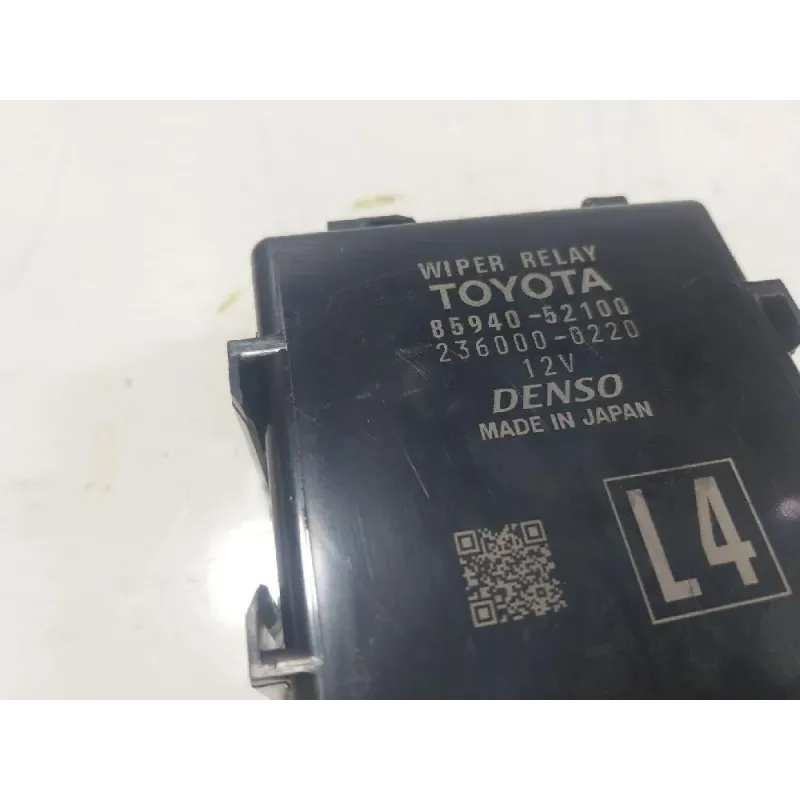 WIPER RELAY
TOYOTA
85940-52100
236000-0220
12V
DENSO
MADE IN JAPAN
L4